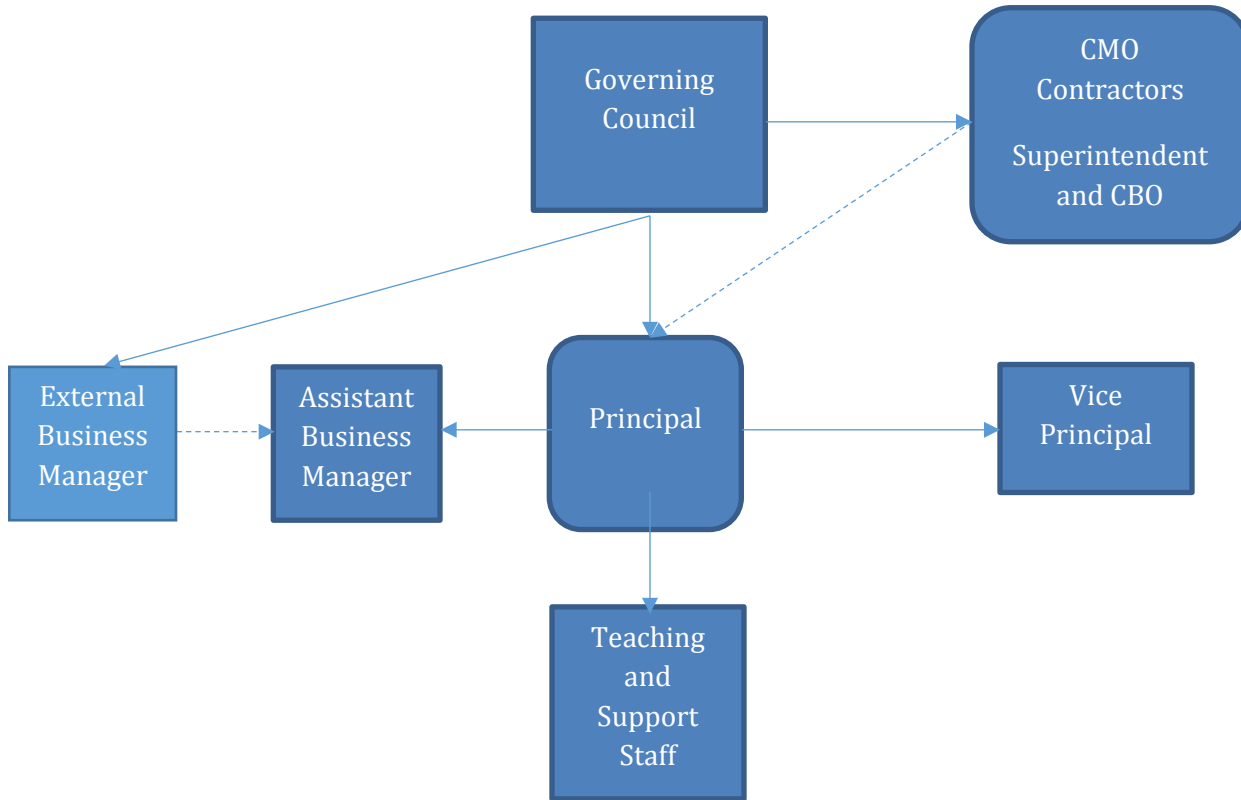 Governing
Council
CMO
Contractors
Superintendent
and CBO
External
Business
Manager
Assistant
Business
Manager
Principal
Vice
Principal
Teaching
and
Support
Staff